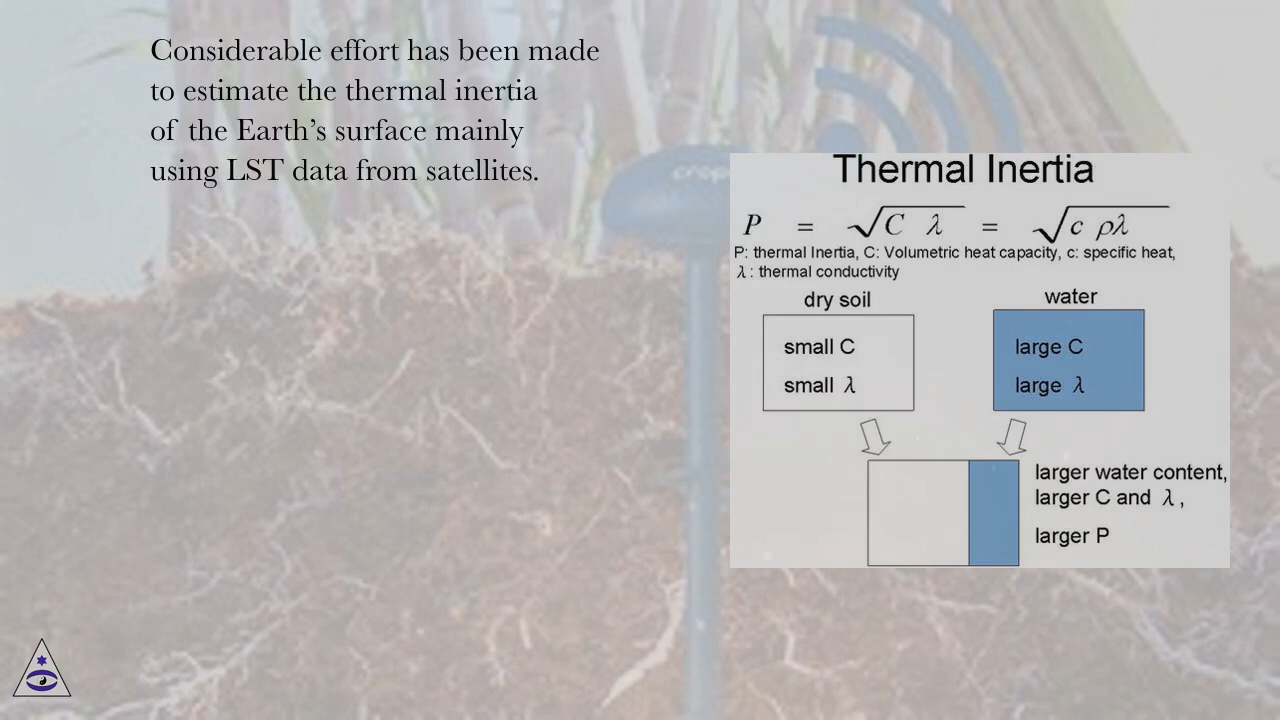 Considerable effort has been made
to estimate the thermal inertia
of the Earth’s surface mainly
using LST data from satellites.
crop
Thermal Inertia
P = √C λ = √c ρλ
P: thermal Inertia, C: Volumetric heat capacity, c: specific heat,
λ : thermal conductivity
dry soil
water
small C
small λ
large C
large λ
larger water content,
larger C and λ ,
larger P